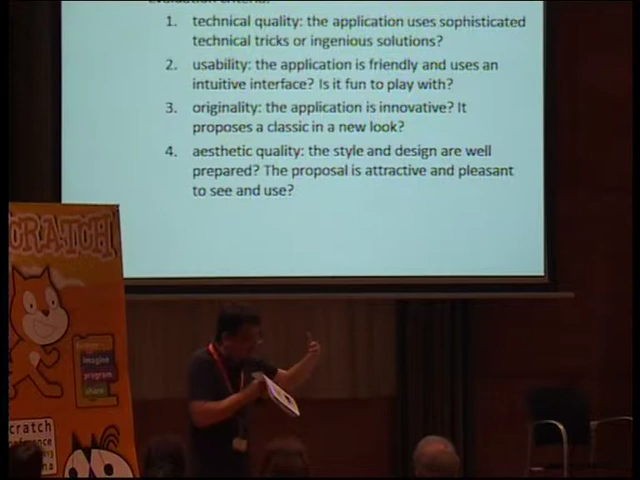 1. technical quality: the application uses sophisticated
technical tricks or ingenious solutions?
2. usability: the application is friendly and uses an
intuitive interface? Is it fun to play with?
3. originality: the application is innovative? It
proposes a classic in a new look?
4. aesthetic quality: the style and design are well
prepared? The proposal is attractive and pleasant
to see and use?
CRATCH
imagine
program
share
cratch